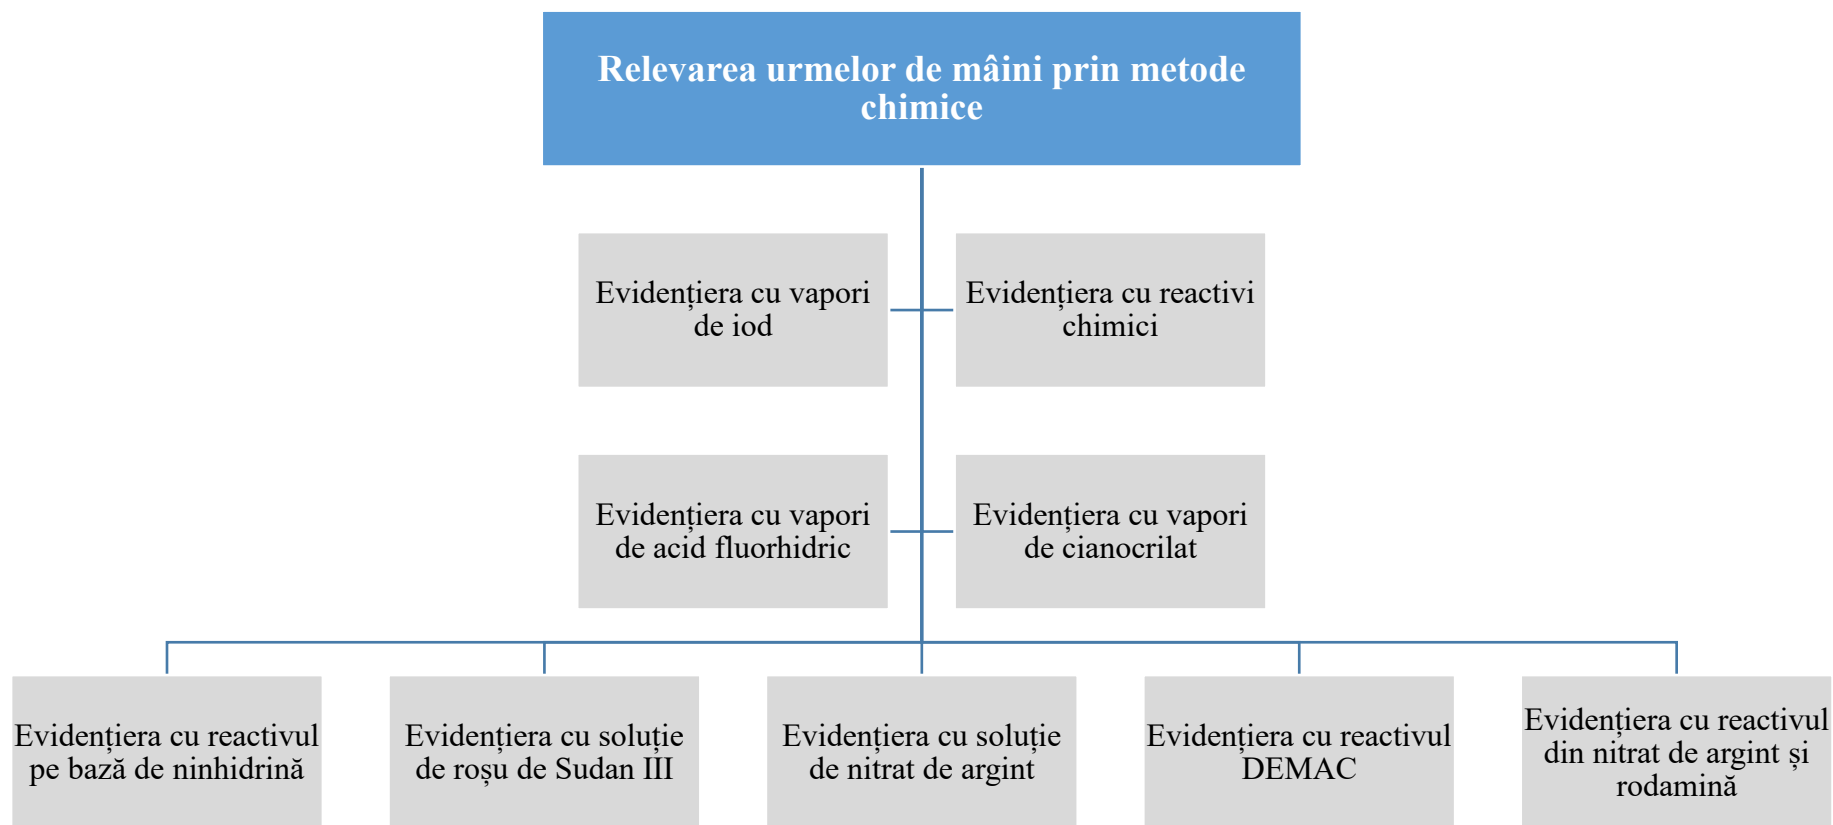 Relevarea urmelor de mâini prin metode
chimice
Evidențiera cu vapori
de iod
Evidențiera cu reactivi
chimici
Evidențiera cu vapori
de acid fluorhidric
Evidențiera cu vapori
de cianocrilat
Evidențiera cu reactivul
pe bază de ninhidrină
Evidențiera cu soluție
de roșu de Sudan III
Evidențiera cu soluție
de nitrat de argint
Evidențiera cu reactivul
DEMAC
Evidențiera cu reactivul
din nitrat de argint și
rodamină